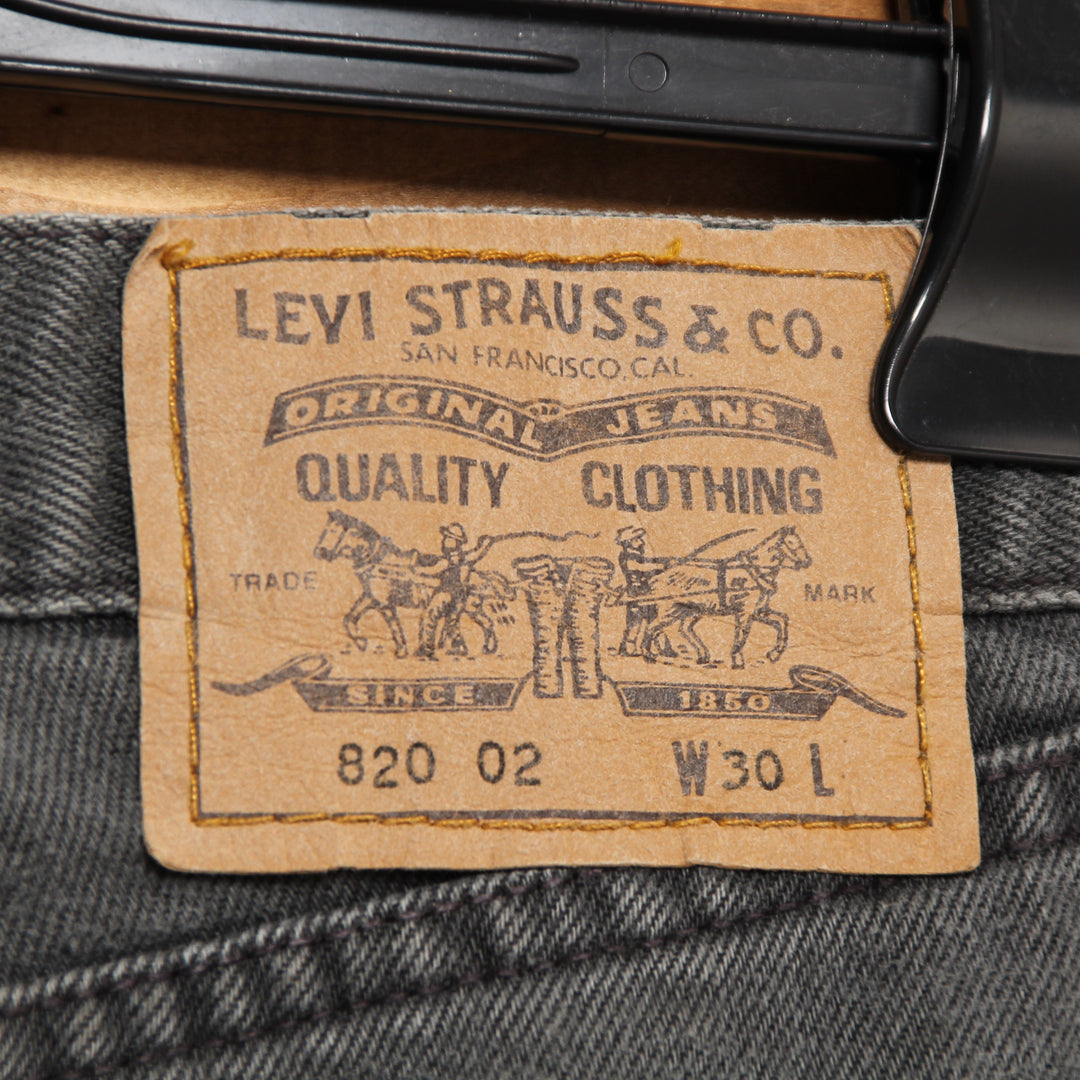 LEVI STRAUSS & CO.
SAN FRANCISCO, CAL.
ORIGINAL JEANS
QUALITY CLOTHING
TRADE MARK
SINCE 1850
820 02 W30 L